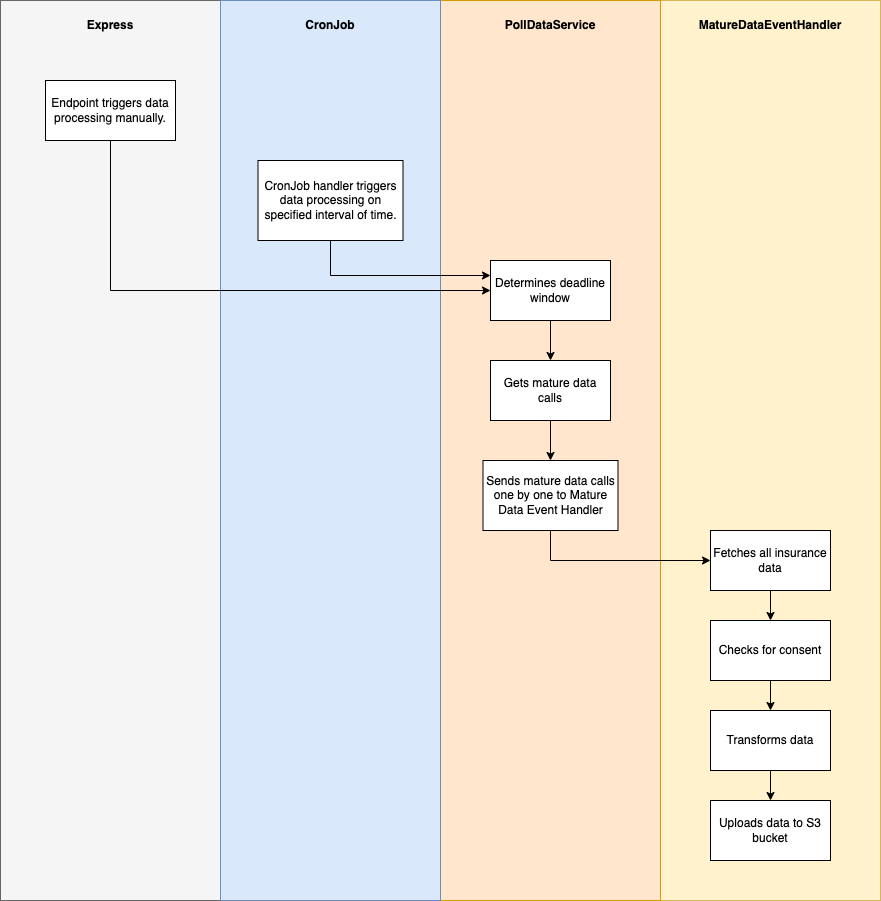 Express
CronJob
PollDataService
MatureDataEventHandler
Endpoint triggers data
processing manually.
CronJob handler triggers
data processing on
specified interval of time.
Determines deadline
window
Gets mature data
calls
Sends mature data calls
one by one to Mature
Data Event Handler
Fetches all insurance
data
Checks for consent
Transforms data
Uploads data to S3
bucket